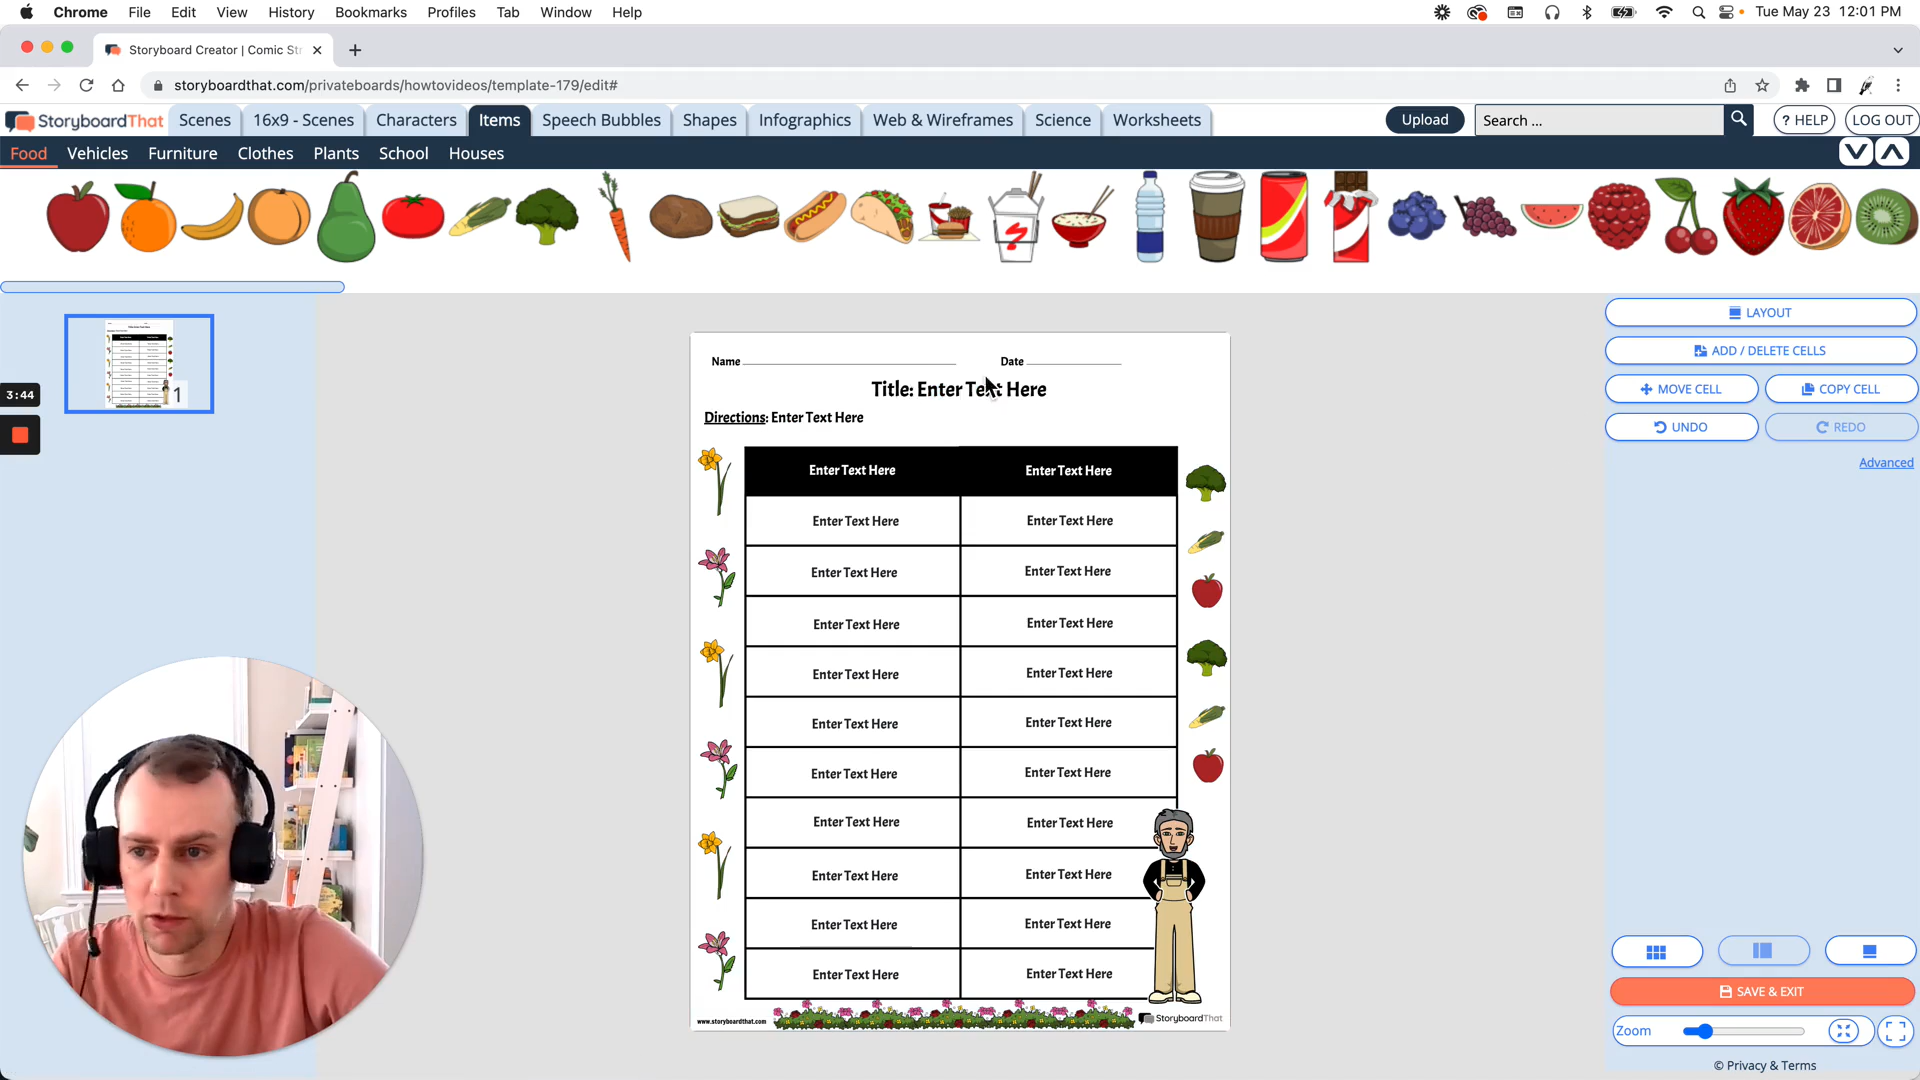 Chrome File Edit View History Bookmarks Profiles Tab Window Help Tue May 23 12:01 PM
Storyboard Creator | Comic St
storyboardthat.com/privateboards/howtovideos/template-179/edit#
StoryboardThat Scenes 16x9 - Scenes Characters Items Speech Bubbles Shapes Infographics Web & Wireframes Science Worksheets Upload Search ... ? HELP LOG OUT
Food Vehicles Furniture Clothes Plants School Houses
LAYOUT
ADD / DELETE CELLS
MOVE CELL COPY CELL
UNDO REDO
Advanced
3:44
1
Name Date
Title: Enter Text Here
Directions: Enter Text Here
Enter Text Here Enter Text Here
Enter Text Here Enter Text Here
Enter Text Here Enter Text Here
Enter Text Here Enter Text Here
Enter Text Here Enter Text Here
Enter Text Here Enter Text Here
Enter Text Here Enter Text Here
Enter Text Here Enter Text Here
Enter Text Here Enter Text Here
Enter Text Here Enter Text Here
Enter Text Here Enter Text Here
www.storyboardthat.com StoryboardThat
SAVE & EXIT
Zoom
© Privacy & Terms